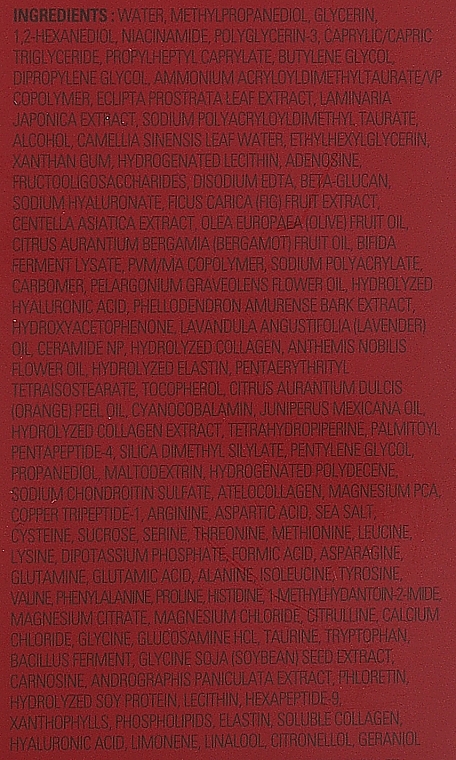 INGREDIENTS : WATER, METHYLPROPANEDIOL, GLYCERIN,
1,2-HEXANEDIOL, NIACINAMIDE, POLYGLYCERIN-3, CAPRYLIC/CAPRIC
TRIGLYCERIDE, PROPYLHEPTYL CAPRYLATE, BUTYLENE GLYCOL,
DIPROPYLENE GLYCOL, AMMONIUM ACRYLOYLDIMETHYLTAURATE/VP
COPOLYMER, ECLIPTA PROSTRATA LEAF EXTRACT, LAMINARIA
JAPONICA EXTRACT, SODIUM POLYACRYLOYLDIMETHYL TAURATE,
ALCOHOL, CAMELLIA SINENSIS LEAF WATER, ETHYLHEXYLGLYCERIN,
XANTHAN GUM, HYDROGENATED LECITHIN, ADENOSINE,
FRUCTOOLIGOSACCHARIDES, DISODIUM EDTA, BETA-GLUCAN,
SODIUM HYALURONATE, FICUS CARICA (FIG) FRUIT EXTRACT,
CENTELLA ASIATICA EXTRACT, OLEA EUROPAEA (OLIVE) FRUIT OIL,
CITRUS AURANTIUM BERGAMIA (BERGAMOT) FRUIT OIL, BIFIDA
FERMENT LYSATE, PVM/MA COPOLYMER, SODIUM POLYACRYLATE,
CARBOMER, PELARGONIUM GRAVEOLENS FLOWER OIL, HYDROLYZED
HYALURONIC ACID, PHELLODENDRON AMURENSE BARK EXTRACT,
HYDROXYACETOPHENONE, LAVANDULA ANGUSTIFOLIA (LAVENDER)
OIL, CERAMIDE NP, HYDROLYZED COLLAGEN, ANTHEMIS NOBILIS
FLOWER OIL, HYDROLYZED ELASTIN, PENTAERYTHRITYL
TETRAISOSTEARATE, TOCOPHEROL, CITRUS AURANTIUM DULCIS
(ORANGE) PEEL OIL, CYANOCOBALAMIN, JUNIPERUS MEXICANA OIL,
HYDROLYZED COLLAGEN EXTRACT, TETRAHYDROPIPERINE, PALMITOYL
PENTAPEPTIDE-4, SILICA DIMETHYL SILYLATE, PENTYLENE GLYCOL,
PROPANEDIOL, MALTODEXTRIN, HYDROGENATED POLYDECENE,
SODIUM CHONDROITIN SULFATE, ATELOCOLLAGEN, MAGNESIUM PCA,
COPPER TRIPEPTIDE-1, ARGININE, ASPARTIC ACID, SEA SALT,
CYSTEINE, SUCROSE, SERINE, THREONINE, METHIONINE, LEUCINE,
LYSINE, DIPOTASSIUM PHOSPHATE, FORMIC ACID, ASPARAGINE,
GLUTAMINE, GLUTAMIC ACID, ALANINE, ISOLEUCINE, TYROSINE,
VALINE, PHENYLALANINE, PROLINE, HISTIDINE, 1-METHYLHYDANTOIN-2-IMIDE,
MAGNESIUM CITRATE, MAGNESIUM CHLORIDE, CITRULLINE, CALCIUM
CHLORIDE, GLYCINE, GLUCOSAMINE HCL, TAURINE, TRYPTOPHAN,
BACILLUS FERMENT, GLYCINE SOJA (SOYBEAN) SEED EXTRACT,
CARNOSINE, ANDROGRAPHIS PANICULATA EXTRACT, PHLORETIN,
HYDROLYZED SOY PROTEIN, LECITHIN, HEXAPEPTIDE-9,
XANTHOPHYLLS, PHOSPHOLIPIDS, ELASTIN, SOLUBLE COLLAGEN,
HYALURONIC ACID, LIMONENE, LINALOOL, CITRONELLOL, GERANIOL